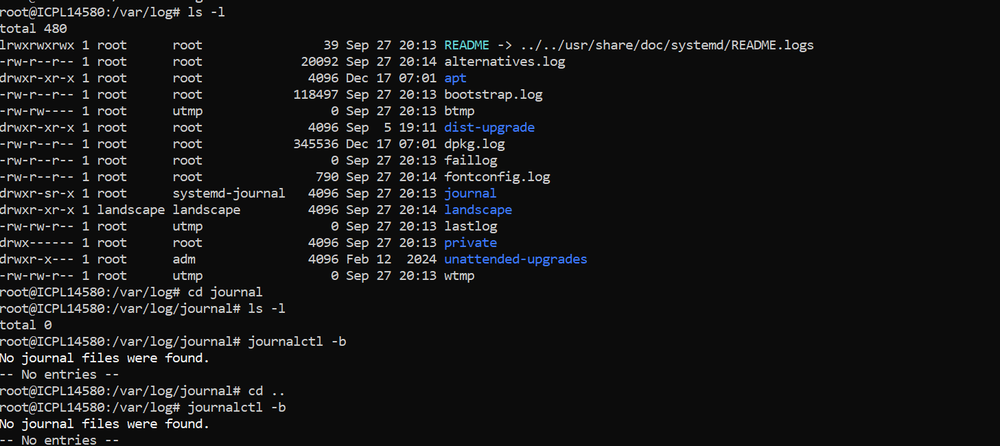 root@ICPL14580:/var/log# ls -l
total 480
lrwxrwxrwx 1 root      root                39 Sep 27 20:13 README -> ../../usr/share/doc/systemd/README.logs
-rw-r--r-- 1 root      root             20092 Sep 27 20:14 alternatives.log
drwxr-xr-x 1 root      root              4096 Dec 17 07:01 apt
-rw-r--r-- 1 root      root            118497 Sep 27 20:13 bootstrap.log
-rw-rw---- 1 root      utmp                 0 Sep 27 20:13 btmp
drwxr-xr-x 1 root      root              4096 Sep  5 19:11 dist-upgrade
-rw-r--r-- 1 root      root            345536 Dec 17 07:01 dpkg.log
-rw-r--r-- 1 root      root                 0 Sep 27 20:13 faillog
-rw-r--r-- 1 root      root               790 Sep 27 20:14 fontconfig.log
drwxr-sr-x 1 root      systemd-journal   4096 Sep 27 20:13 journal
drwxr-xr-x 1 landscape landscape         4096 Sep 27 20:14 landscape
-rw-rw-r-- 1 root      utmp                 0 Sep 27 20:13 lastlog
drwx------ 1 root      root              4096 Sep 27 20:13 private
drwxr-x--- 1 root      adm               4096 Feb 12  2024 unattended-upgrades
-rw-rw-r-- 1 root      utmp                 0 Sep 27 20:13 wtmp
root@ICPL14580:/var/log# cd journal
root@ICPL14580:/var/log/journal# ls -l
total 0
root@ICPL14580:/var/log/journal# journalctl -b
No journal files were found.
-- No entries --
root@ICPL14580:/var/log/journal# cd ..
root@ICPL14580:/var/log# journalctl -b
No journal files were found.
-- No entries --